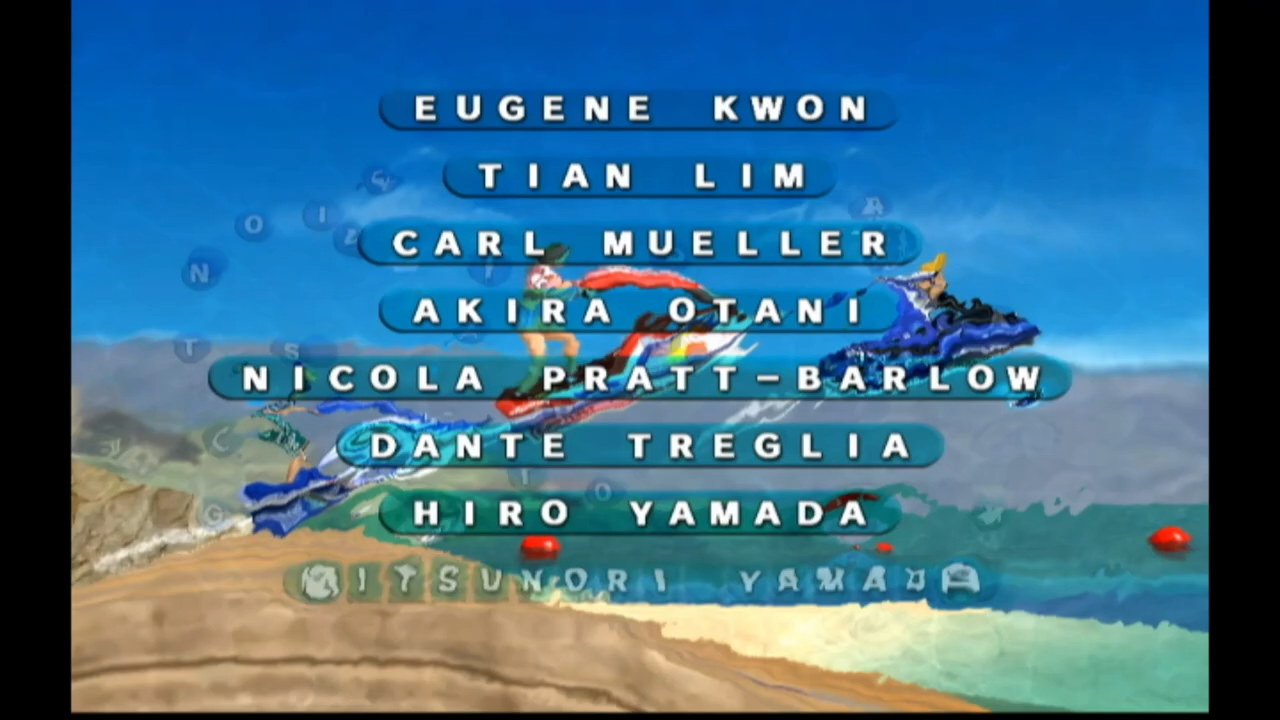 EUGENE KWON
TIAN LIM
CARL MUELLER
AKIRA OTANI
NICOLA PRATT-BARLOW
DANTE TREGLIA
HIRO YAMADA
MITSUNORI YAMADA